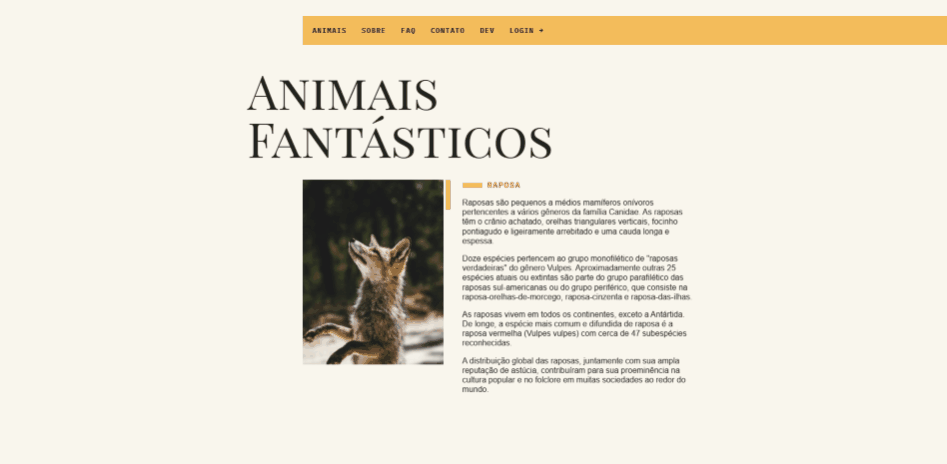 ANIMAIS SOBRE FAQ CONTATO DEV LOGIN +
ANIMAIS
FANTÁSTICOS
RAPOSA
Raposas são pequenos a médios mamíferos onívoros
pertencentes a vários gêneros da família Canidae. As raposas
têm o crânio achatado, orelhas triangulares verticais, focinho
pontiagudo e ligeiramente arrebitado e uma cauda longa e
espessa.
Doze espécies pertencem ao grupo monofilético de "raposas
verdadeiras" do gênero Vulpes. Aproximadamente outras 25
espécies atuais ou extintas são parte do grupo parafilético das
raposas sul-americanas ou do grupo periférico, que consiste na
raposa-orelhas-de-morcego, raposa-cinzenta e raposa-das-ilhas.
As raposas vivem em todos os continentes, exceto a Antártida.
De longe, a espécie mais comum e difundida de raposa é a
raposa vermelha (Vulpes vulpes) com cerca de 47 subespécies
reconhecidas.
A distribuição global das raposas, juntamente com sua ampla
reputação de astúcia, contribuíram para sua proeminência na
cultura popular e no folclore em muitas sociedades ao redor do
mundo.